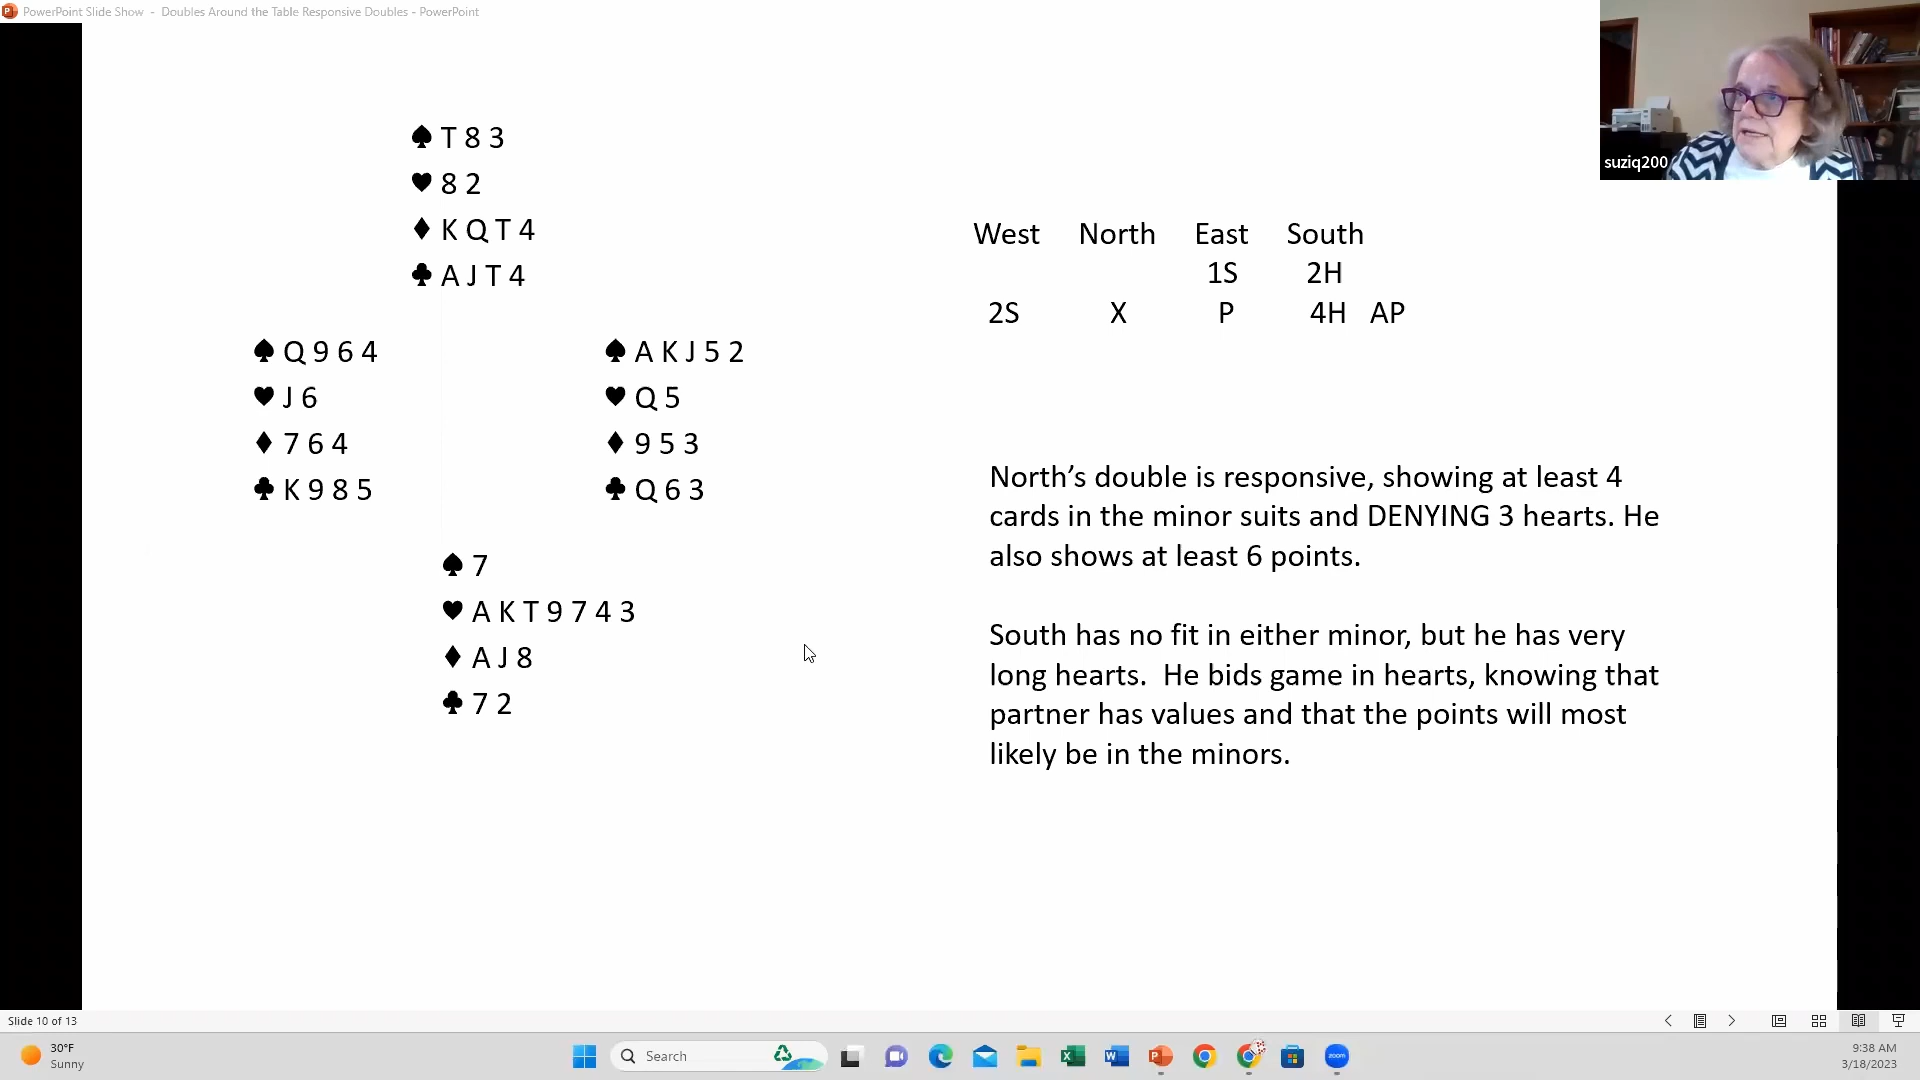 PowerPoint Slide Show - Doubles Around the Table Responsive Doubles - PowerPoint
suziq200
♠ T 8 3
♥ 8 2
♦ K Q T 4
♣ A J T 4
West North East South
1S 2H
2S X P 4H AP
♠ Q 9 6 4
♥ J 6
♦ 7 6 4
♣ K 9 8 5
♠ A K J 5 2
♥ Q 5
♦ 9 5 3
♣ Q 6 3
♠ 7
♥ A K T 9 7 4 3
♦ A J 8
♣ 7 2
North’s double is responsive, showing at least 4
cards in the minor suits and DENYING 3 hearts. He
also shows at least 6 points.
South has no fit in either minor, but he has very
long hearts. He bids game in hearts, knowing that
partner has values and that the points will most
likely be in the minors.
Slide 10 of 13
30°F
Sunny
Search
zoom
9:38 AM
3/18/2023